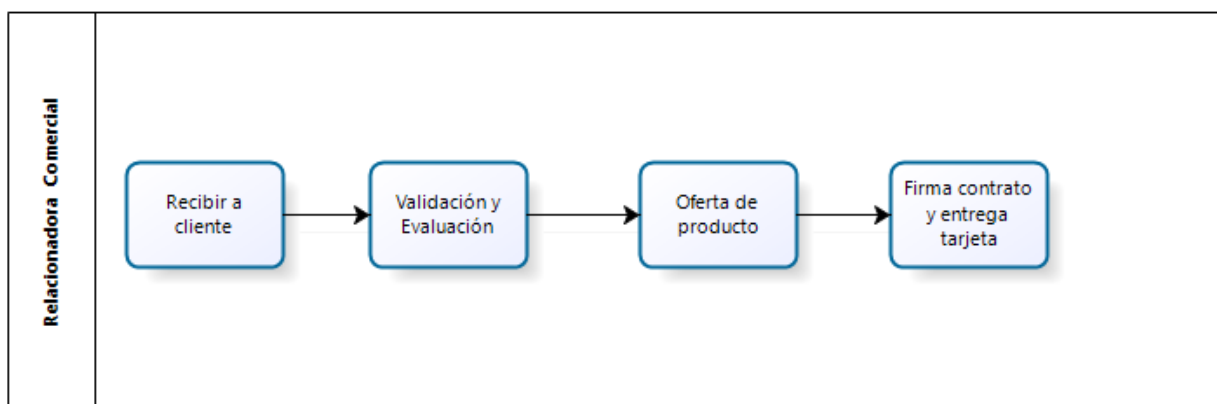 Relacionadora Comercial
Recibir a
cliente
Validación y
Evaluación
Oferta de
producto
Firma contrato
y entrega
tarjeta